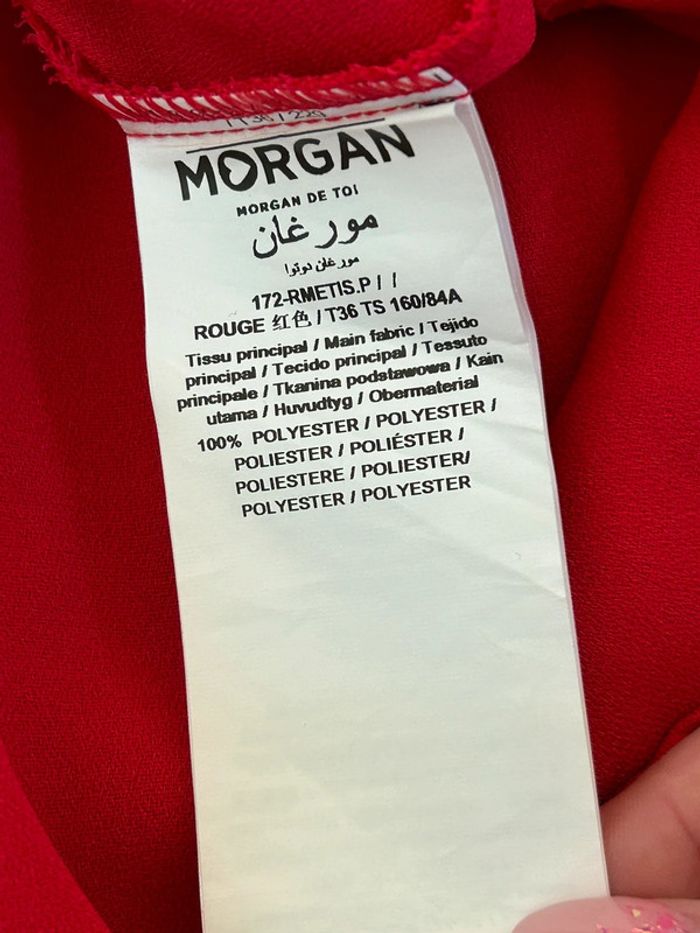 MORGAN
MORGAN DE TOI
مورغان
مورغان دوتوا
172-RMETIS.P / /
ROUGE 红色 / T36 TS 160/84A
Tissu principal / Main fabric / Tejido
principal / Tecido principal / Tessuto
principale / Tkanina podstawowa / Kain
utama / Huvudtyg / Obermaterial
100% POLYESTER / POLYESTER /
POLIESTER / POLIÉSTER /
POLIESTERE / POLIESTER/
POLYESTER / POLYESTER